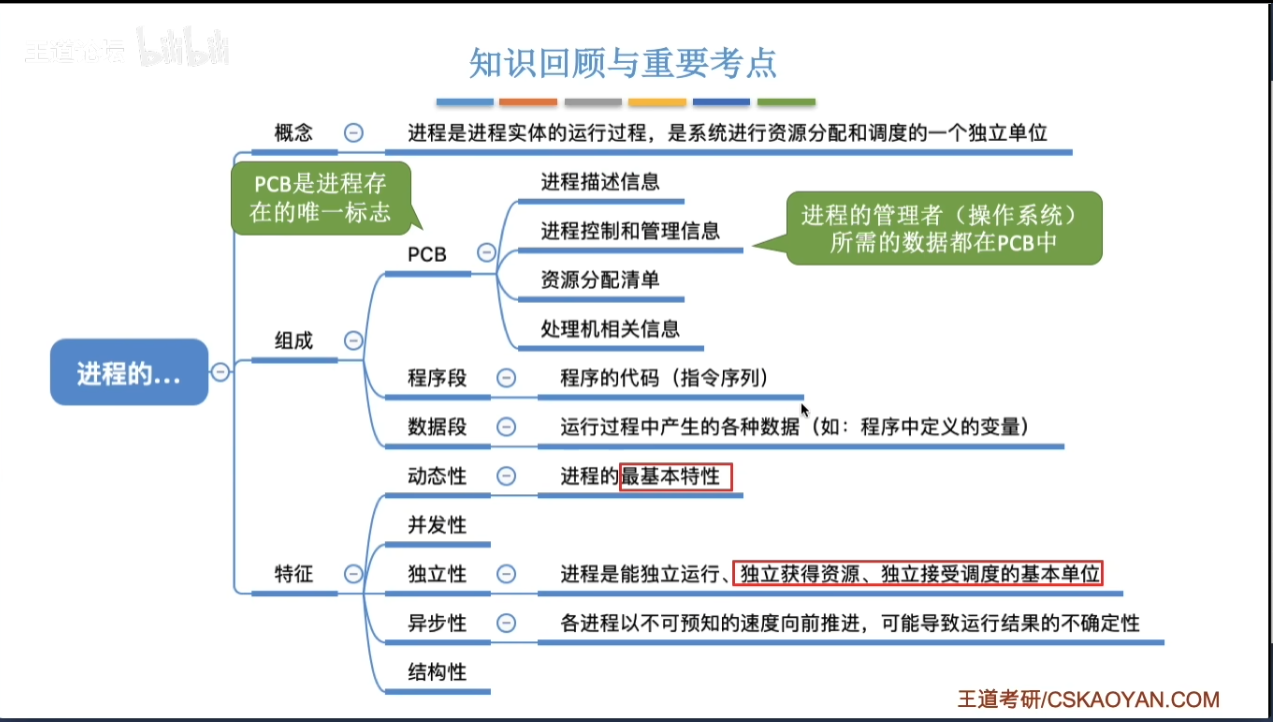 王道论坛 bilibili
知识回顾与重要考点
概念
进程是进程实体的运行过程，是系统进行资源分配和调度的一个独立单位
PCB是进程存
在的唯一标志
进程描述信息
进程的管理者（操作系统）
所需的数据都在PCB中
进程控制和管理信息
PCB
资源分配清单
处理机相关信息
组成
进程的...
程序段
程序的代码（指令序列）
数据段
运行过程中产生的各种数据（如：程序中定义的变量）
动态性
进程的最基本特性
并发性
特征
独立性
进程是能独立运行、独立获得资源、独立接受调度的基本单位
异步性
各进程以不可预知的速度向前推进，可能导致运行结果的不确定性
结构性
王道考研/CSKAOYAN.COM